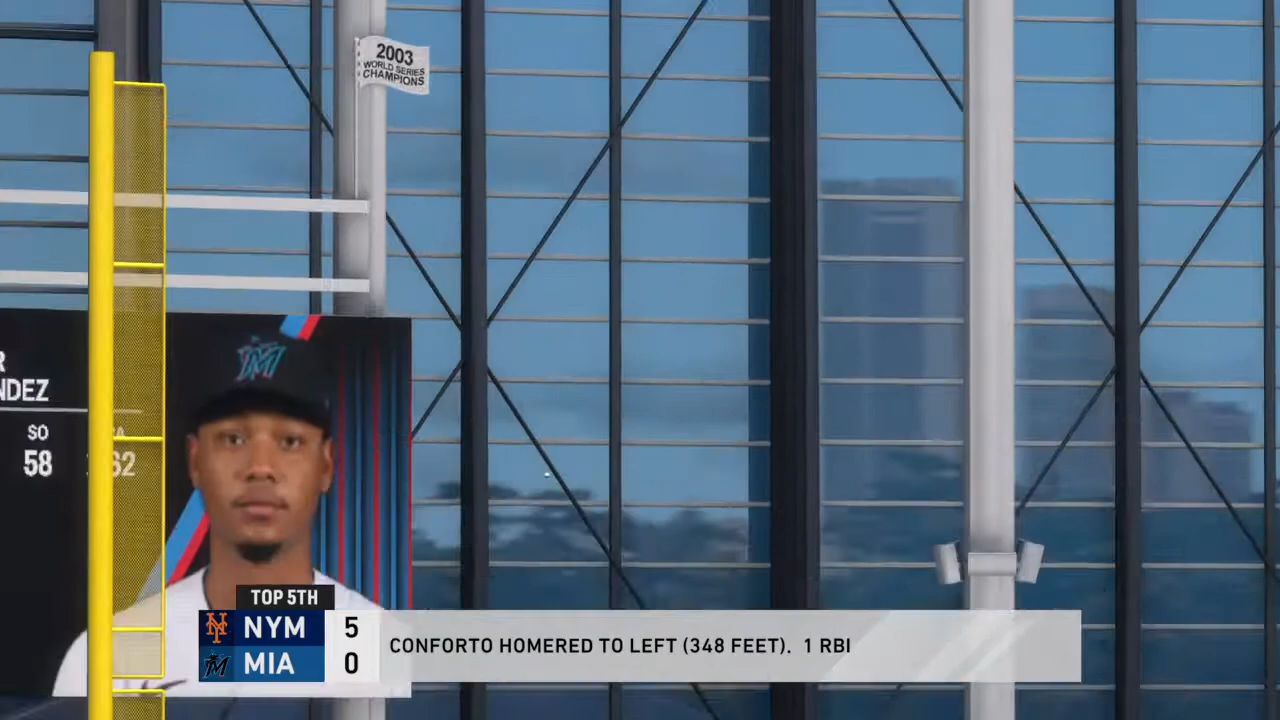 2003
WORLD SERIES
CHAMPIONS
NDEZ
SO
58
62
TOP 5TH
NYM 5
MIA 0
CONFORTO HOMERED TO LEFT (348 FEET). 1 RBI